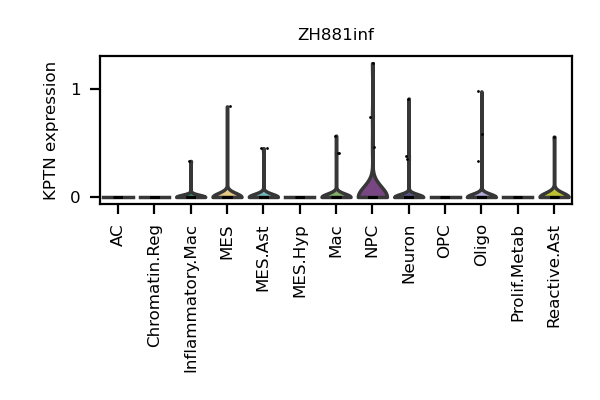 ZH881inf
KPTN expression
1
0
AC
Chromatin.Reg
Inflammatory.Mac
MES
MES.Ast
MES.Hyp
Mac
NPC
Neuron
OPC
Oligo
Prolif.Metab
Reactive.Ast